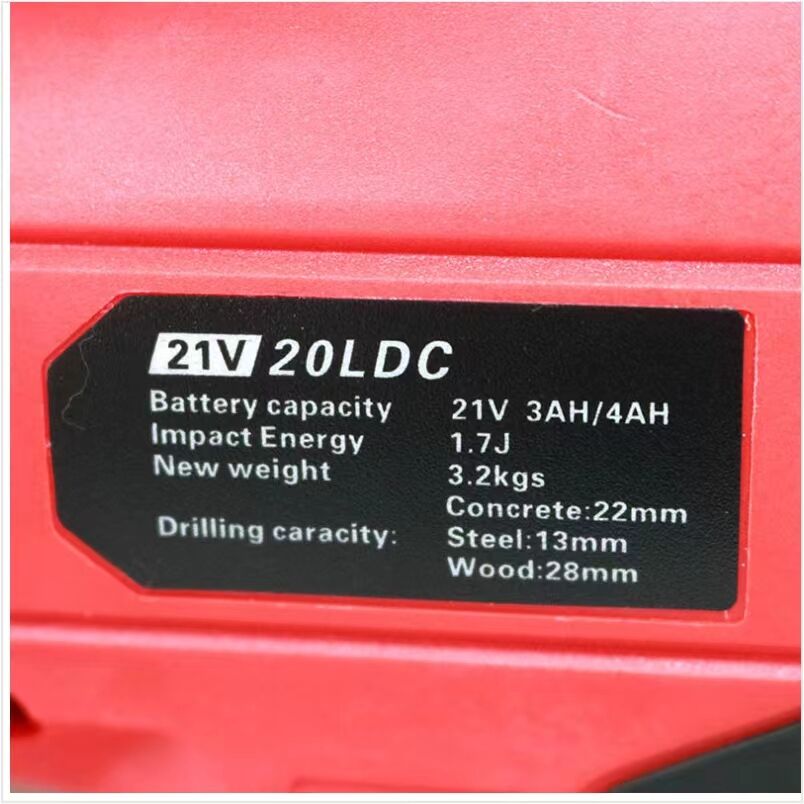 21V 20LDC
Battery capacity 21V 3AH/4AH
Impact Energy 1.7J
New weight 3.2kgs
Drilling caracity: Concrete:22mm
Steel:13mm
Wood:28mm